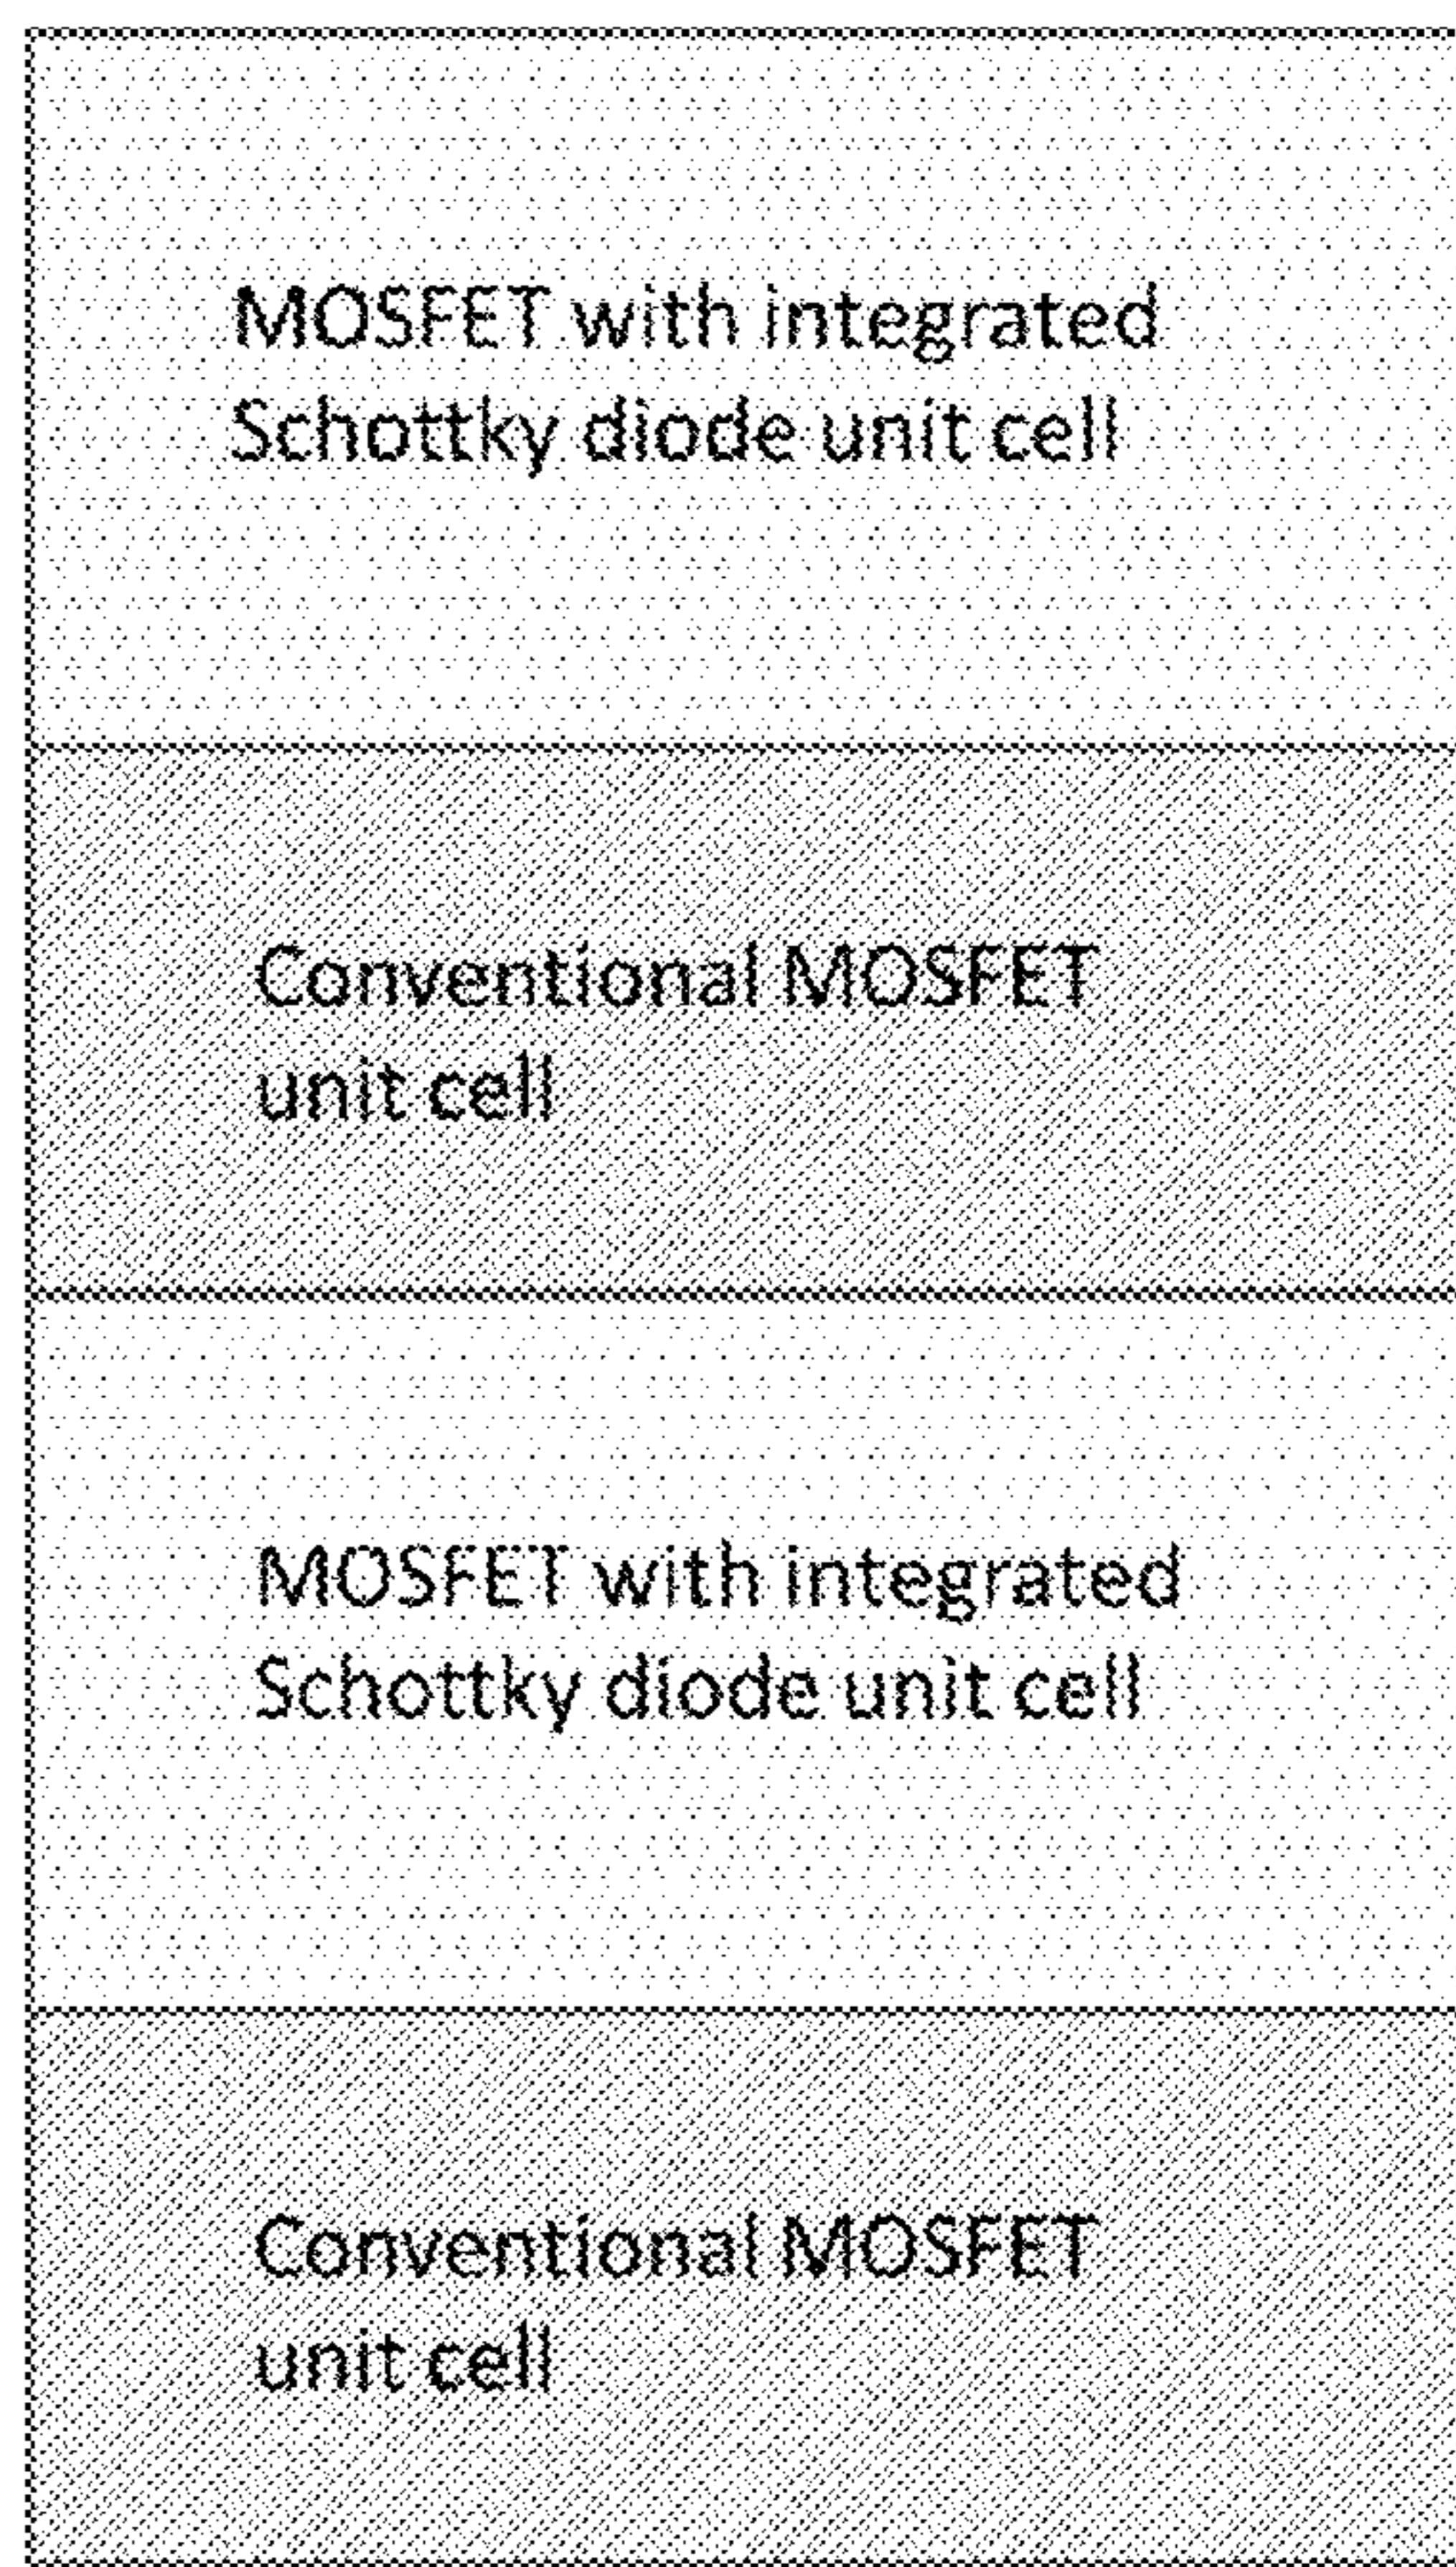 MOSFET with integrated
Schottky diode unit cell
Conventional MOSFET
unit cell
MOSFET with integrated
Schottky diode unit cell
Conventional MOSFET
unit cell